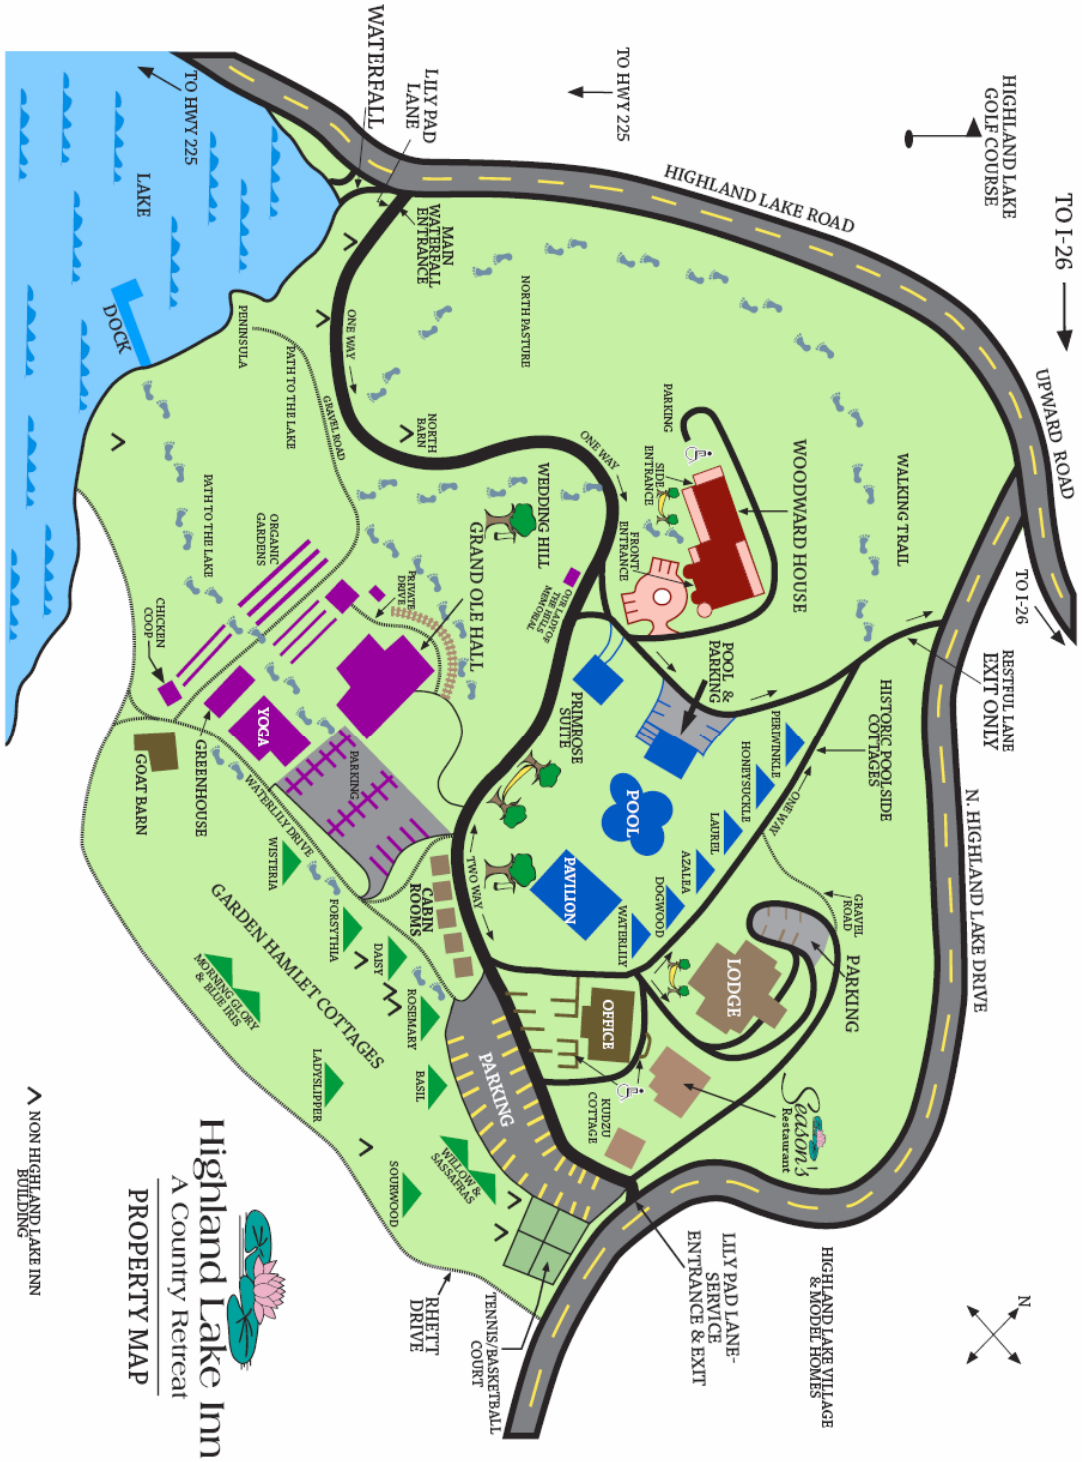 TO I-26
UPWARD ROAD
HIGHLAND LAKE
GOLF COURSE
TO HWY 225
WATERFALL
LILY PAD
LANE
TO HWY 225
LAKE
DOCK
HIGHLAND LAKE ROAD
MAIN
WATERFALL
ENTRANCE
NORTH PASTURE
PENINSULA
PATH TO THE LAKE
ONE WAY
GRAVEL ROAD
NORTH
BARN
PATH TO THE LAKE
ONE WAY
PARKING
SIDE
ENTRANCE
FRONT
ENTRANCE
WOODWARD HOUSE
WALKING TRAIL
TO I-26
RESTFUL LANE
EXIT ONLY
WEDDING HILL
GRAND OLE HALL
OUR LADY OF
THE HILLS
MEMORIAL
PRIVATE
DRIVE
ORGANIC
GARDENS
CHICKEN
COOP
GREENHOUSE
YOGA
GOAT BARN
PARKING
WATERLILY DRIVE
POOL &
PARKING
PRIMROSE
SUITE
HISTORIC POOLSIDE
COTTAGES
PERIWINKLE
HONEYSUCKLE
LAUREL
AZALEA
DOGWOOD
WATERLILY
ONE WAY
POOL
PAVILION
TWO WAY
CABIN
ROOMS
N. HIGHLAND LAKE DRIVE
GRAVEL
ROAD
PARKING
LODGE
OFFICE
WISTERIA
FORSYTHIA
DAISY
ROSEMARY
BASIL
GARDEN HAMLET COTTAGES
MORNING GLORY
& BLUE IRIS
LADYSLIPPER
WILLOW &
SASSAFRAS
SOURWOOD
PARKING
KUDZU
COTTAGE
Season's
Restaurant
LILY PAD LANE-
SERVICE
ENTRANCE & EXIT
HIGHLAND LAKE VILLAGE
& MODEL HOMES
TENNIS/BASKETBALL
COURT
RHETT
DRIVE
N
Highland Lake Inn
A Country Retreat
PROPERTY MAP
NON HIGHLAND LAKE INN
BUILDING